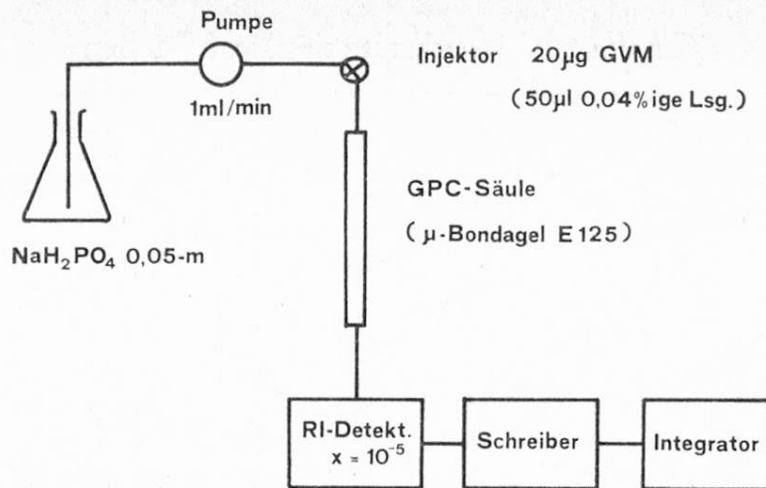 Pumpe
1ml/min
Injektor 20µg GVM
(50µl 0,04%ige Lsg.)
GPC-Säule
(µ-Bondagel E125)
NaH₂PO₄ 0,05-m
RI-Detekt.
x = 10⁻⁵
Schreiber
Integrator